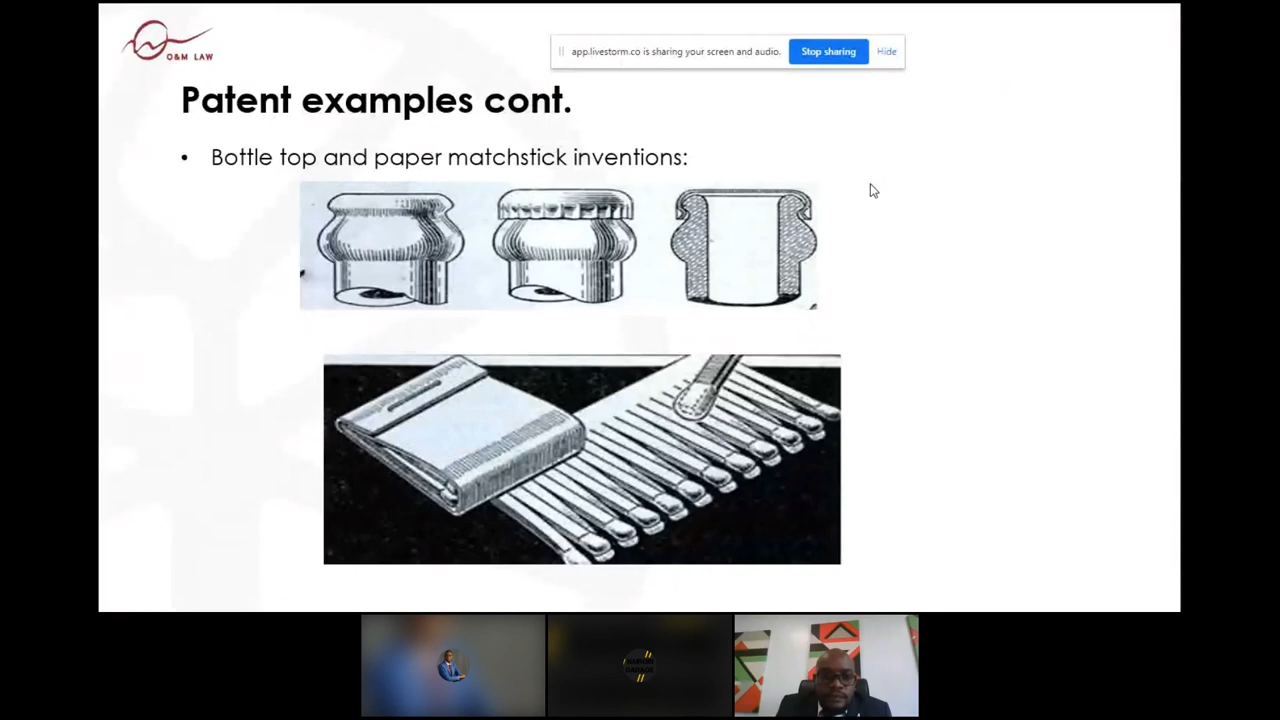 O&M LAW
app.livestorm.co is sharing your screen and audio.
Stop sharing
Hide
Patent examples cont.
• Bottle top and paper matchstick inventions:
GARAGE